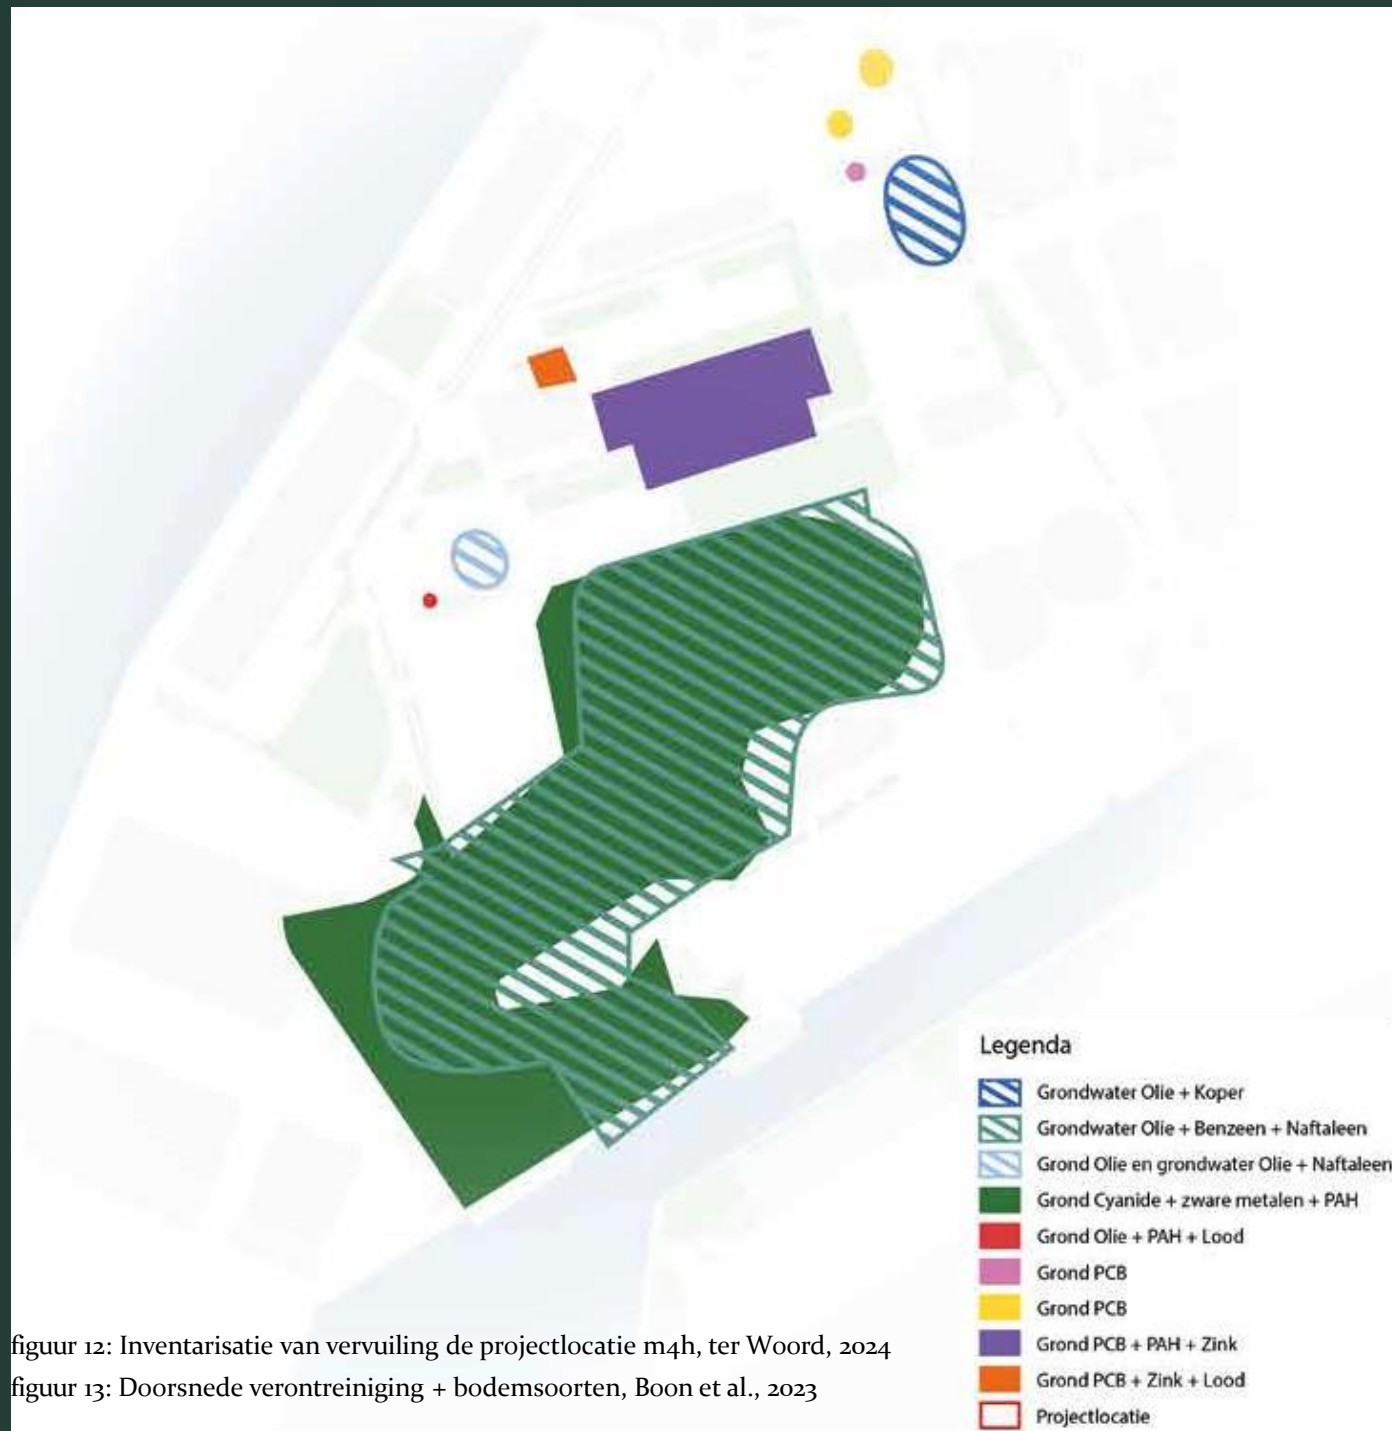 Legenda
Grondwater Olie + Koper
Grondwater Olie + Benzeen + Naftaleen
Grond Olie en grondwater Olie + Naftaleen
Grond Cyanide + zware metalen + PAH
Grond Olie + PAH + Lood
Grond PCB
Grond PCB
Grond PCB + PAH + Zink
Grond PCB + Zink + Lood
Projectlocatie
figuur 12: Inventarisatie van vervuiling de projectlocatie m4h, ter Woord, 2024
figuur 13: Doorsnede verontreiniging + bodemsoorten, Boon et al., 2023